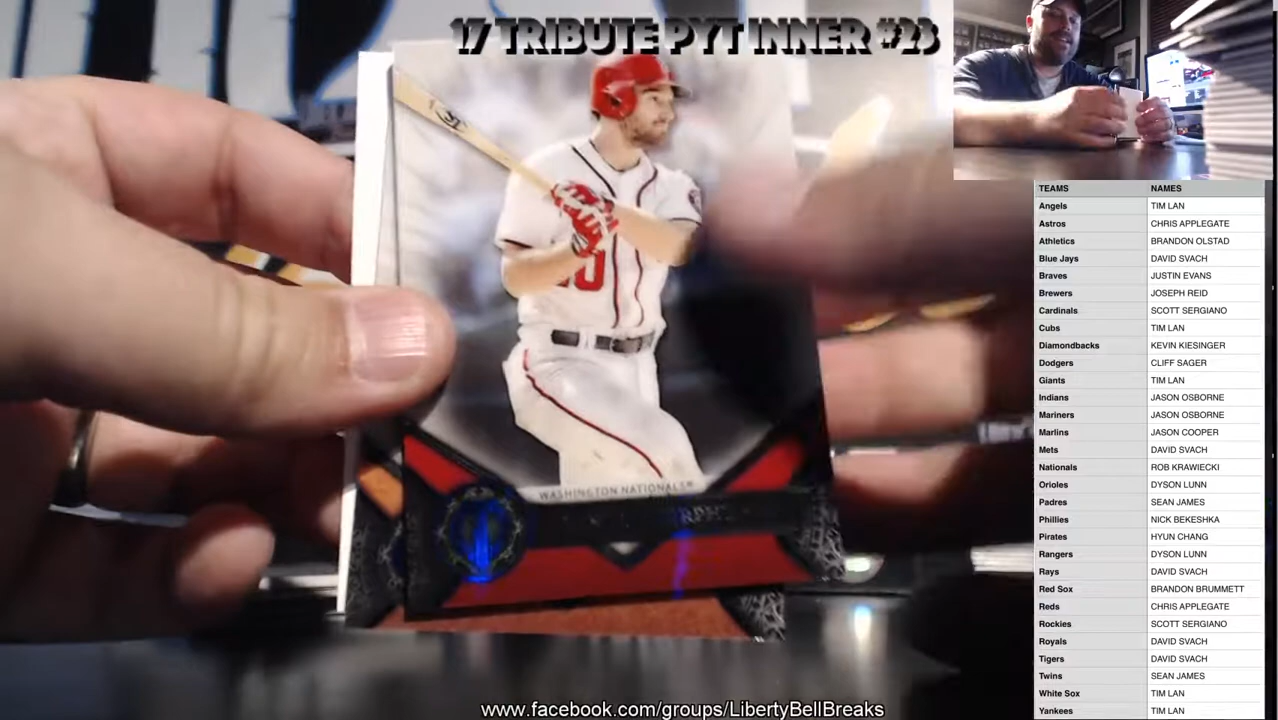 17 TRIBUTE PYT INNER #23
TEAMS NAMES
Angels TIM LAN
Astros CHRIS APPLEGATE
Athletics BRANDON OLSTAD
Blue Jays DAVID SVACH
Braves JUSTIN EVANS
Brewers JOSEPH REID
Cardinals SCOTT SERGIANO
Cubs TIM LAN
Diamondbacks KEVIN KIESINGER
Dodgers CLIFF SAGER
Giants TIM LAN
Indians JASON OSBORNE
Mariners JASON OSBORNE
Marlins JASON COOPER
Mets DAVID SVACH
Nationals ROB KRAWIECKI
Orioles DYSON LUNN
Padres SEAN JAMES
Phillies NICK BEKESHKA
Pirates HYUN CHANG
Rangers DYSON LUNN
Rays DAVID SVACH
Red Sox BRANDON BRUMMETT
Reds CHRIS APPLEGATE
Rockies SCOTT SERGIANO
Royals DAVID SVACH
Tigers DAVID SVACH
Twins SEAN JAMES
White Sox TIM LAN
Yankees TIM LAN
WASHINGTON NATIONALS®
www.facebook.com/groups/LibertyBellBreaks